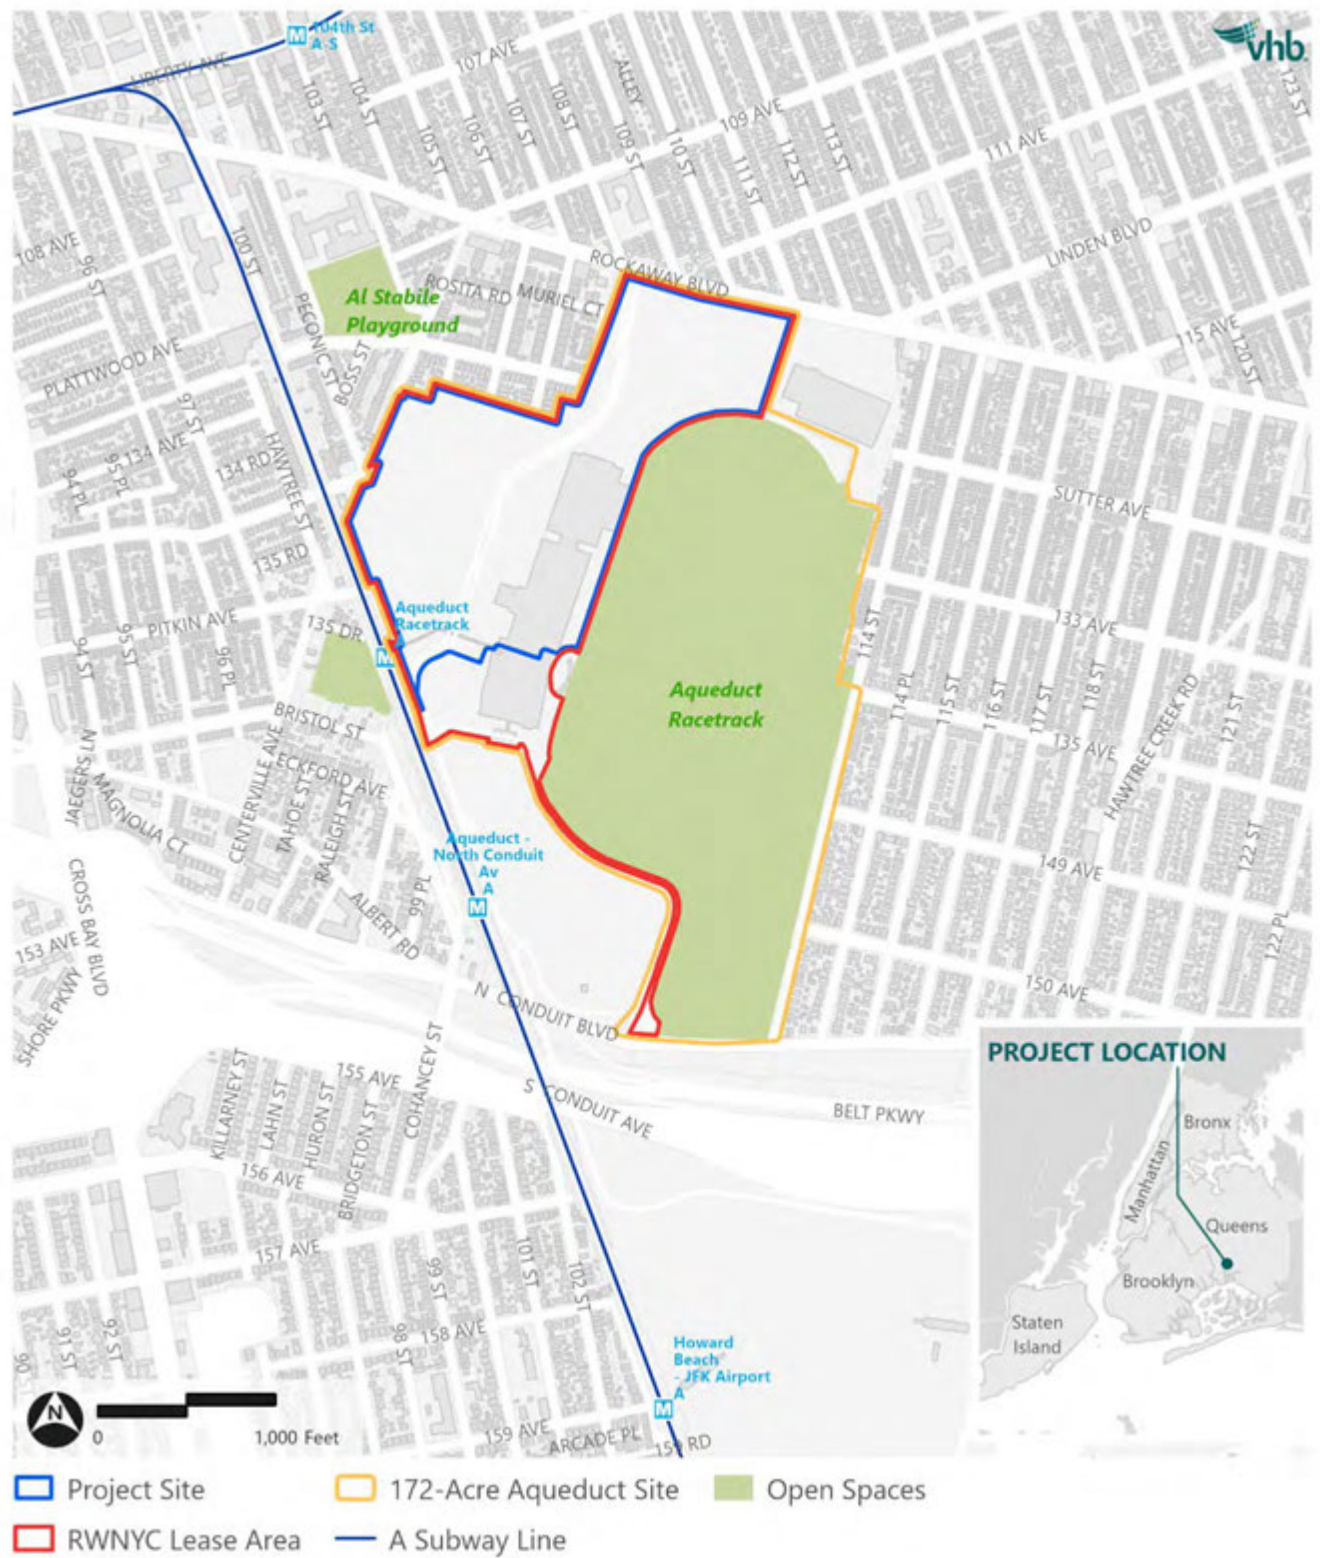 vhb
M
104th St
A-S
LIBERTY AVE
107 AVE
ALLEY
123 ST
103 ST
104 ST
105 ST
106 ST
107 ST
108 ST
109 ST
109 AVE
110 ST
111 ST
112 ST
113 ST
111 AVE
108 AVE
96 ST
100 ST
LINDEN BLVD
ROCKAWAY BLVD
ROSITA RD
MURIEL CT
Al Stabile
Playground
PECONIC ST
BOSS ST
115 AVE
120 ST
PLATTWOOD AVE
97 ST
134 AVE
95 PL
94 PL
134 RD
HAWTREE ST
135 RD
SUTTER AVE
Aqueduct
Racetrack
M
PITKIN AVE
135 DR
133 AVE
114 ST
94 ST
95 ST
96 PL
Aqueduct
Racetrack
114 PL
115 ST
116 ST
117 ST
118 ST
HAWTREE CREEK RD
121 ST
135 AVE
BRISTOL ST
ECKFORD AVE
JAEGERS LN
MAGNOLIA CT
CENTERVILLE AVE
TAHOE ST
RALEIGH ST
Aqueduct -
North Conduit
Av
A
M
99 PL
ALBERT RD
149 AVE
122 ST
122 PL
CROSS BAY BLVD
153 AVE
SHORE PKWY
N CONDUIT BLVD
150 AVE
KILLARNEY ST
LAHN ST
HURON ST
155 AVE
BRIDGETON ST
COHANCEY ST
S CONDUIT AVE
BELT PKWY
156 AVE
157 AVE
99 ST
101 ST
102 ST
158 AVE
98 ST
91 ST
92 ST
90
Howard
Beach
- JFK Airport
A
M
159 AVE
ARCADE PL
159 RD
PROJECT LOCATION
Bronx
Manhattan
Queens
Brooklyn
Staten
Island
N
0
1,000 Feet
Project Site
172-Acre Aqueduct Site
Open Spaces
RWNYC Lease Area
A Subway Line